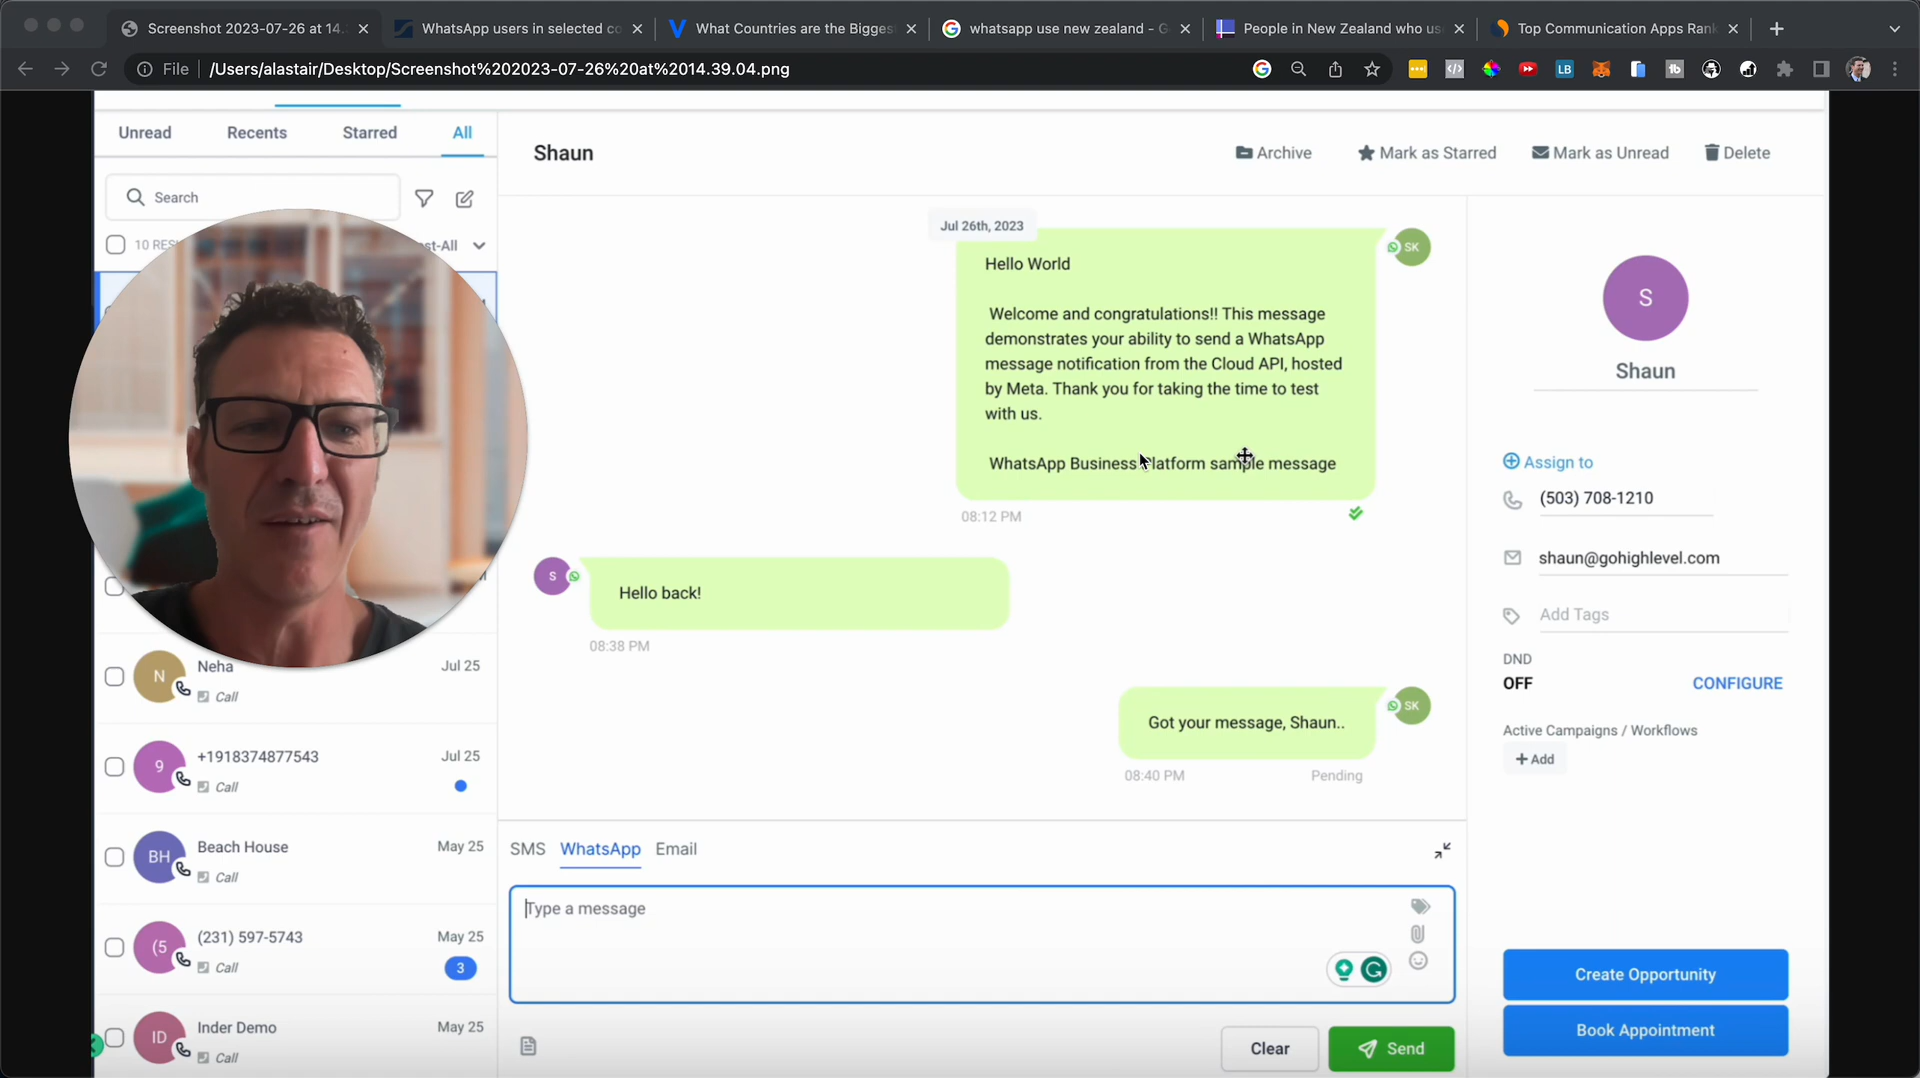 Screenshot 2023-07-26 at 14.
WhatsApp users in selected co
What Countries are the Bigges
whatsapp use new zealand - G
People in New Zealand who us
Top Communication Apps Rank
File
/Users/alastair/Desktop/Screenshot%202023-07-26%20at%2014.39.04.png
Unread
Recents
Starred
All
Search
10 RES
st-All
Neha
Jul 25
N
Call
+1918374877543
Jul 25
9
Call
Beach House
May 25
BH
Call
(231) 597-5743
May 25
(5
Call
3
Inder Demo
May 25
ID
Call
Shaun
Archive
Mark as Starred
Mark as Unread
Delete
Jul 26th, 2023
SK
Hello World
Welcome and congratulations!! This message
demonstrates your ability to send a WhatsApp
message notification from the Cloud API, hosted
by Meta. Thank you for taking the time to test
with us.
WhatsApp Business Platform sample message
08:12 PM
S
Hello back!
08:38 PM
SK
Got your message, Shaun..
08:40 PM
Pending
SMS
WhatsApp
Email
Type a message
Clear
Send
S
Shaun
Assign to
(503) 708-1210
shaun@gohighlevel.com
Add Tags
DND
OFF
CONFIGURE
Active Campaigns / Workflows
+ Add
Create Opportunity
Book Appointment